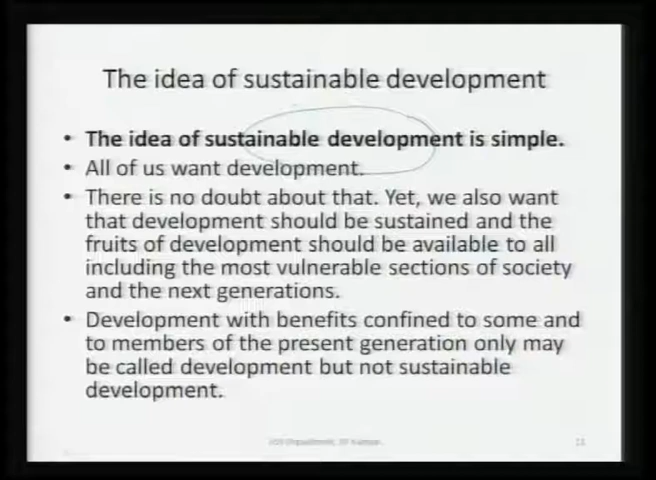 The idea of sustainable development
• The idea of sustainable development is simple.
• All of us want development.
• There is no doubt about that. Yet, we also want
that development should be sustained and the
fruits of development should be available to all
including the most vulnerable sections of society
and the next generations.
• Development with benefits confined to some and
to members of the present generation only may
be called development but not sustainable
development.